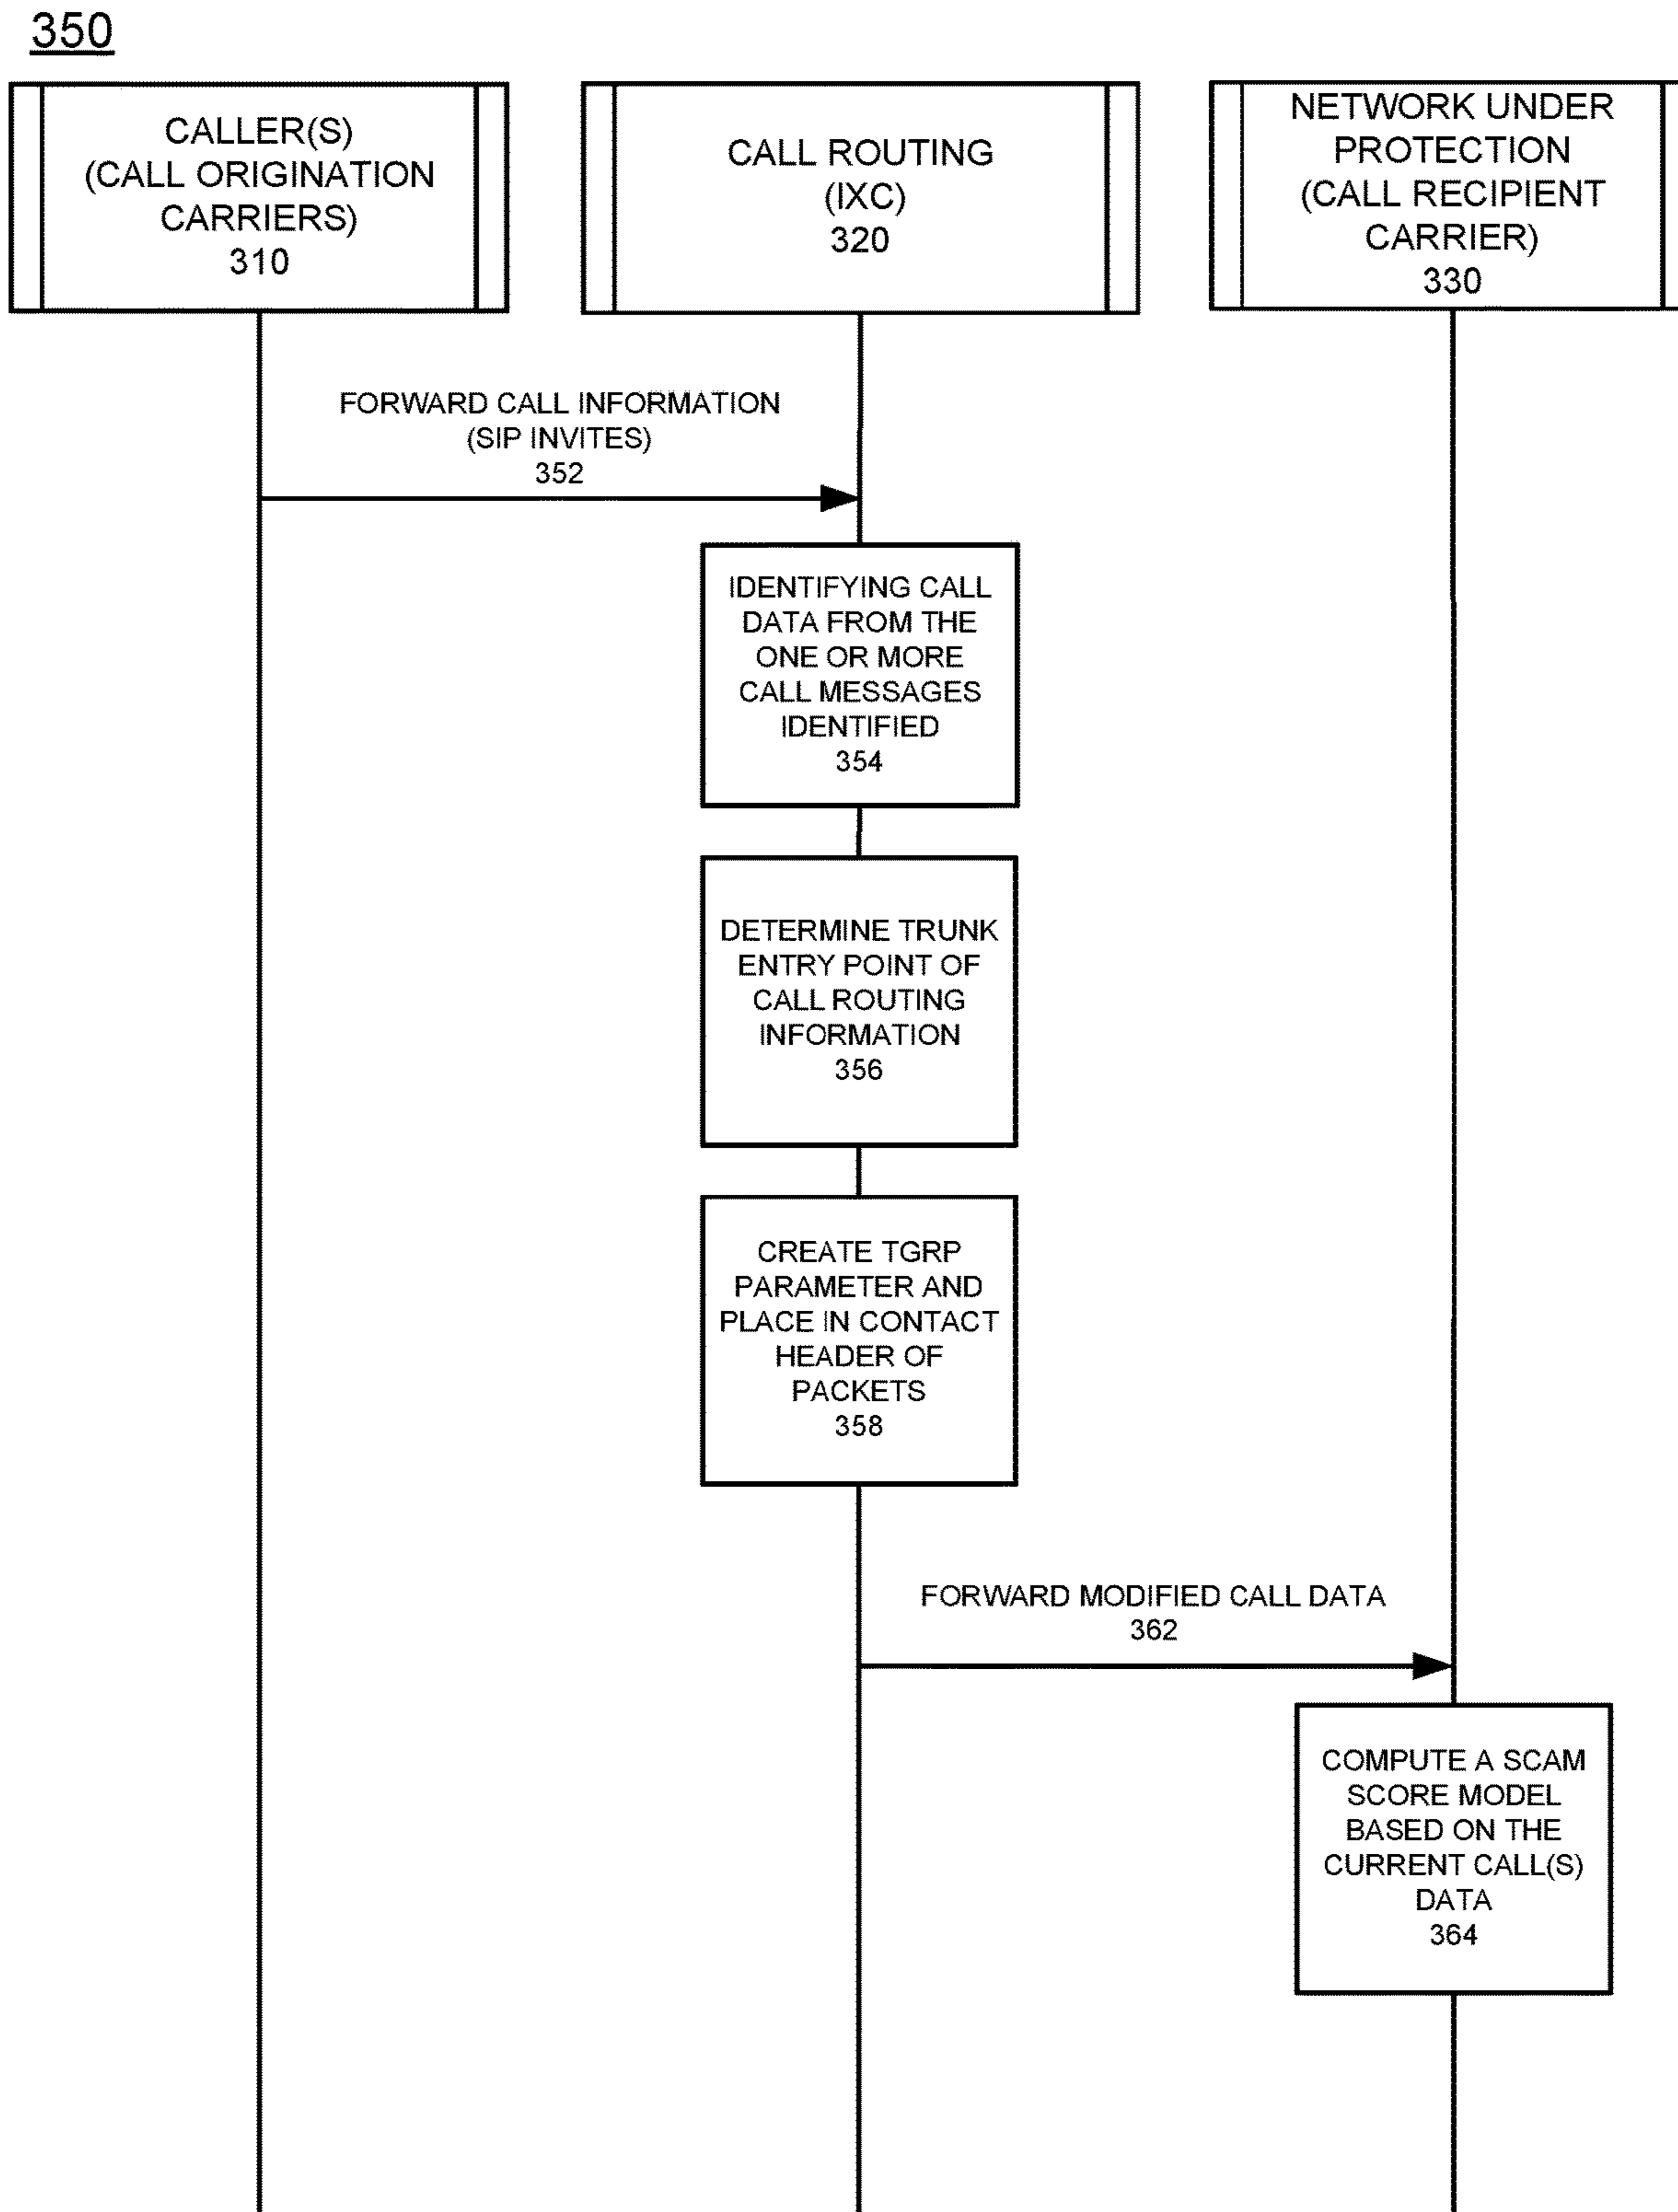 350
CALLER(S)
(CALL ORIGINATION
CARRIERS)
310
CALL ROUTING
(IXC)
320
NETWORK UNDER
PROTECTION
(CALL RECIPIENT
CARRIER)
330
FORWARD CALL INFORMATION
(SIP INVITES)
352
IDENTIFYING CALL
DATA FROM THE
ONE OR MORE
CALL MESSAGES
IDENTIFIED
354
DETERMINE TRUNK
ENTRY POINT OF
CALL ROUTING
INFORMATION
356
CREATE TGRP
PARAMETER AND
PLACE IN CONTACT
HEADER OF
PACKETS
358
FORWARD MODIFIED CALL DATA
362
COMPUTE A SCAM
SCORE MODEL
BASED ON THE
CURRENT CALL(S)
DATA
364